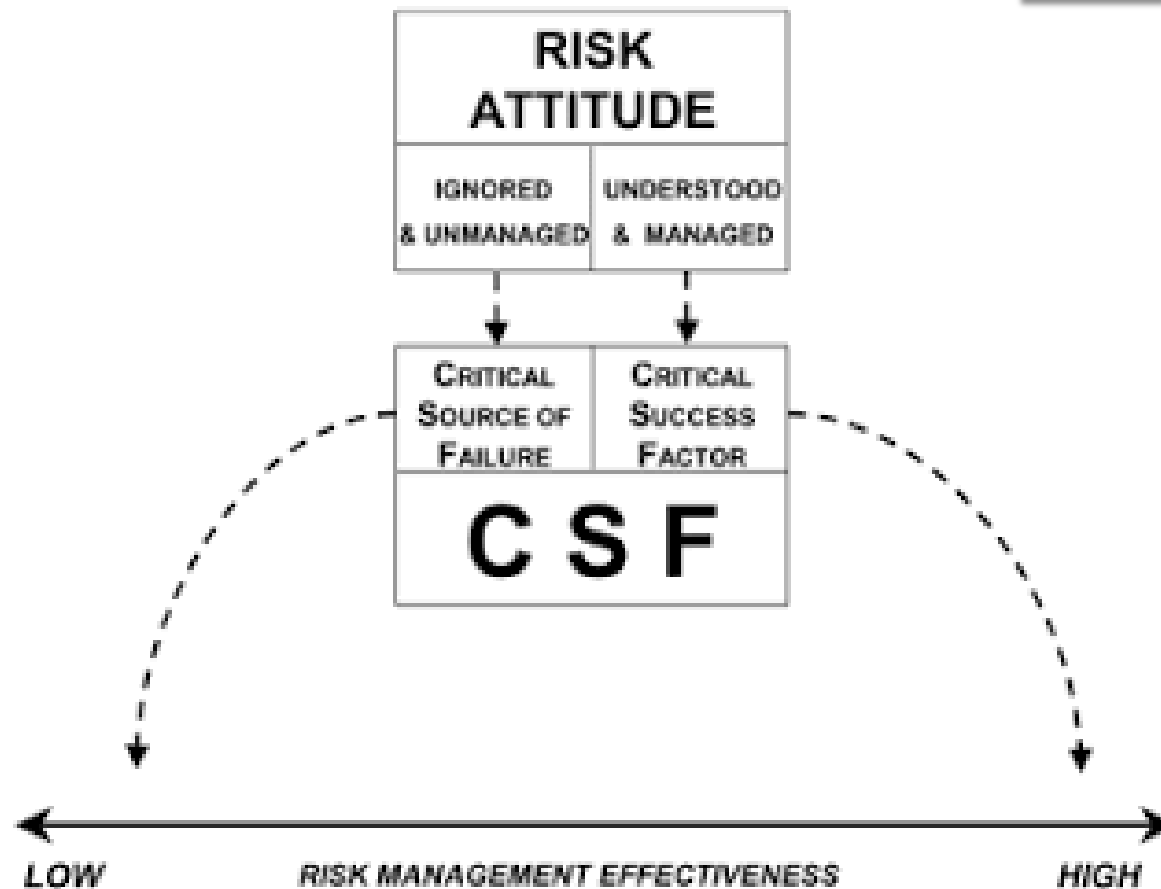 RISK
ATTITUDE
IGNORED
& UNMANAGED
UNDERSTOOD
& MANAGED
CRITICAL
SOURCE OF
FAILURE
CRITICAL
SUCCESS
FACTOR
C S F
LOW
RISK MANAGEMENT EFFECTIVENESS
HIGH